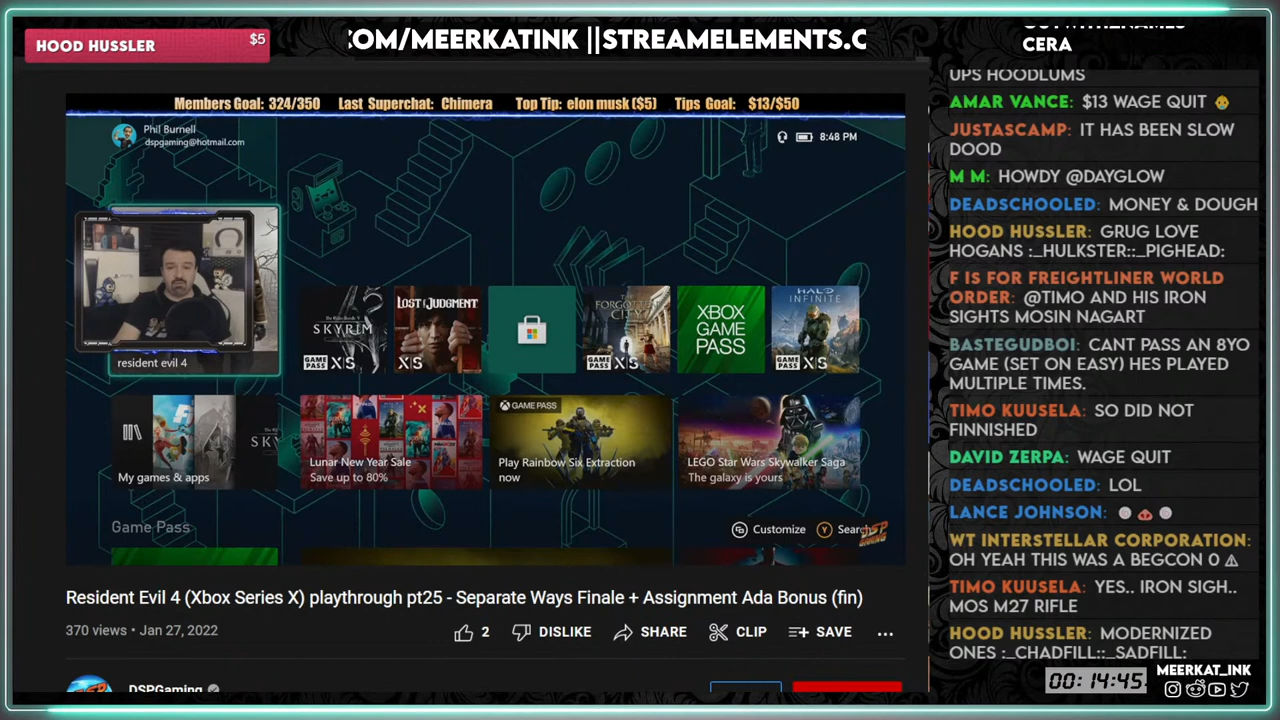 HOOD HUSSLER $5
.OM/MEERKATINK ||STREAMELEMENTS.C
CERA
Members Goal: 324/350 Last Superchat: Chimera Top Tip: elon musk ($5) Tips Goal: $13/$50
Phil Burnell
dspgaming@hotmail.com
8:48 PM
resident evil 4
SKYRIM
GAME PASS X|S
LOST JUDGMENT
X|S
THE FORGOTTEN CITY
GAME PASS X|S
XBOX
GAME
PASS
HALO
INFINITE
GAME PASS X|S
My games & apps
Lunar New Year Sale
Save up to 80%
GAME PASS
Play Rainbow Six Extraction
now
LEGO Star Wars Skywalker Saga
The galaxy is yours
Game Pass
Customize Y Search
DSP
GAMING
Resident Evil 4 (Xbox Series X) playthrough pt25 - Separate Ways Finale + Assignment Ada Bonus (fin)
370 views • Jan 27, 2022
2 DISLIKE SHARE CLIP SAVE ...
DSPGaming
UPS HOODLUMS
AMAR VANCE: $13 WAGE QUIT
JUSTASCAMP: IT HAS BEEN SLOW
DOOD
M M: HOWDY @DAYGLOW
DEADSCHOOLED: MONEY & DOUGH
HOOD HUSSLER: GRUG LOVE
HOGANS :_HULKSTER::_PIGHEAD:
F IS FOR FREIGHTLINER WORLD
ORDER: @TIMO AND HIS IRON
SIGHTS MOSIN NAGART
BASTEGUDBOI: CANT PASS AN 8YO
GAME (SET ON EASY) HES PLAYED
MULTIPLE TIMES.
TIMO KUUSELA: SO DID NOT
FINNISHED
DAVID ZERPA: WAGE QUIT
DEADSCHOOLED: LOL
LANCE JOHNSON:
WT INTERSTELLAR CORPORATION:
OH YEAH THIS WAS A BEGCON 0
TIMO KUUSELA: YES.. IRON SIGH..
MOS M27 RIFLE
HOOD HUSSLER: MODERNIZED
ONES :_CHADFILL::_SADFILL:
00:14:45
MEERKAT_INK